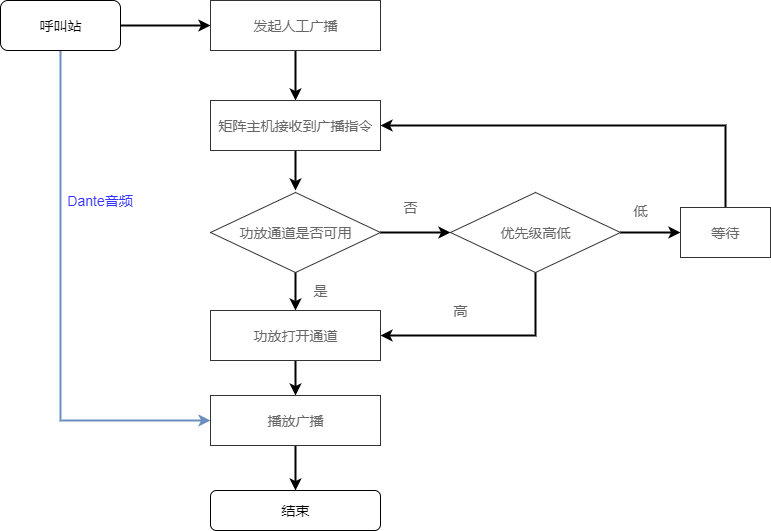 呼叫站
发起人工广播
矩阵主机接收到广播指令
Dante音频
功放通道是否可用
否
优先级高低
低
等待
是
高
功放打开通道
播放广播
结束